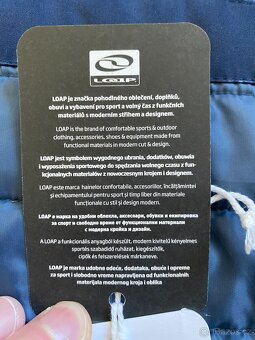 LOAP
LOAP je značka pohodlného oblečení, doplňků,
obuvi a vybavení pro sport a volný čas z funkčních
materiálů s moderním střihem a designem.
LOAP is the brand of comfortable sports & outdoor
clothing, accessories, shoes & equipment made from
functional materials in modern cut & design.
LOAP jest symbolem wygodnego ubrania, dodatków, obuwia
i wyposażenia sportowego do spędzania wolnego czasu z fun-
kcjonalnych materiałów z nowoczesnym krojem i designem.
LOAP este marca hainelor confortabile, accesoriilor, încălțămintei
și echipamentului pentru sport și timp liber din materiale
funcționale cu stil și design modern.
LOAP е марка на удобни облекла, аксесоари, обувки и екипировка
за спорт и свободно време от функционални материали
с модерна кройка и дизайн.
A LOAP a funkcionális anyagból készült, modern kivitelű kényelmes
sportos szabadidő ruházat, kiegészítők,
cipők és felszerelések márkaneve.
LOAP je marka udobne odeće, dodataka, obuće i opreme
za sport i slobodno vreme napravljena od funkcionalnih
materijala modernog kroja i oblika